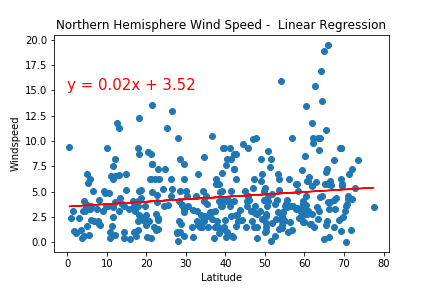 Northern Hemisphere Wind Speed - Linear Regression
20.0
17.5
15.0
12.5
10.0
7.5
5.0
2.5
0.0
y = 0.02x + 3.52
Windspeed
0 10 20 30 40 50 60 70 80
Latitude